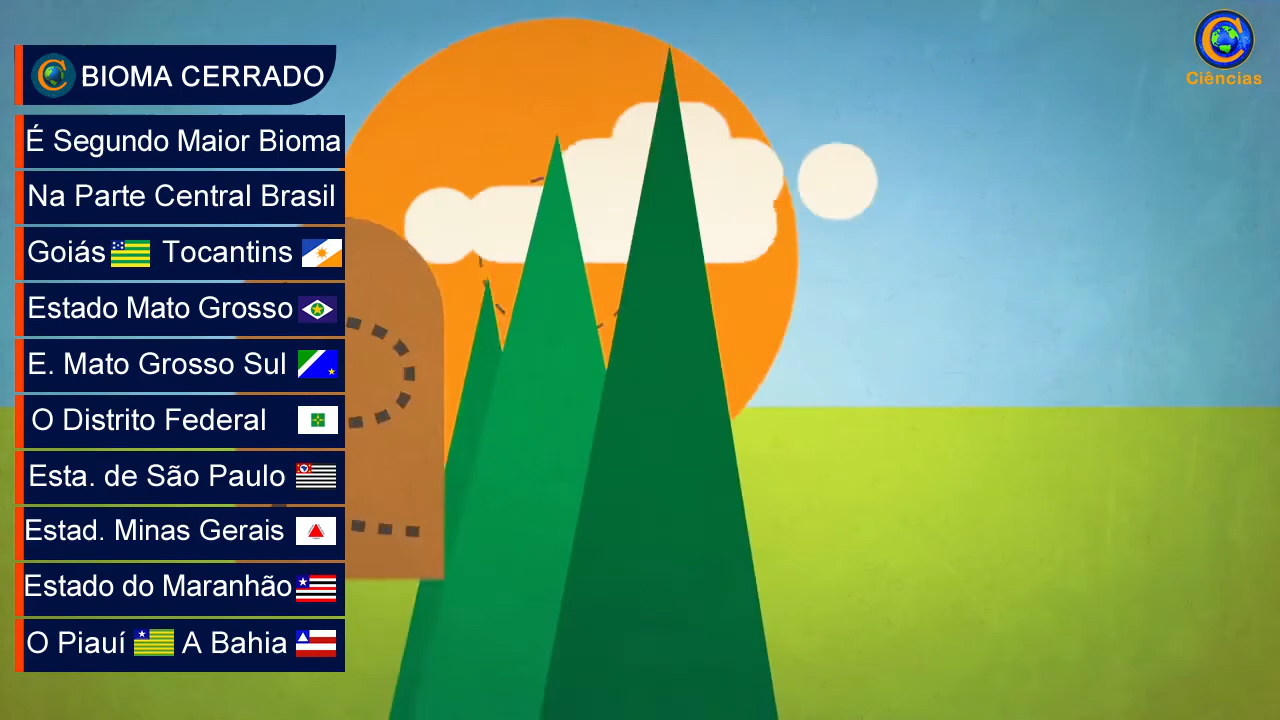 BIOMA CERRADO
É Segundo Maior Bioma
Na Parte Central Brasil
Goiás Tocantins
Estado Mato Grosso
E. Mato Grosso Sul
O Distrito Federal
Esta. de São Paulo
Estad. Minas Gerais
Estado do Maranhão
O Piauí A Bahia
Ciências